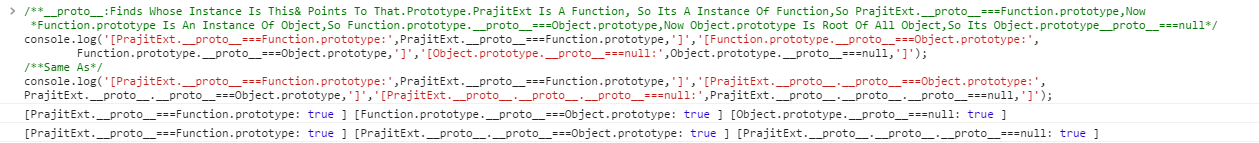 /**__proto__:Finds Whose Instance Is This& Points To That.Prototype.PrajitExt Is A Function, So Its A Instance Of Function,So PrajitExt.__proto__===Function.prototype,Now
*Function.prototype Is An Instance Of Object,So Function.prototype.__proto__===Object.prototype,Now Object.prototype Is Root Of All Object,So Its Object.prototype__proto__===null*/
console.log('[PrajitExt.__proto__===Function.prototype:',PrajitExt.__proto__===Function.prototype,']','[Function.prototype.__proto__===Object.prototype:',
Function.prototype.__proto__===Object.prototype,']','[Object.prototype.__proto__===null:',Object.prototype.__proto__===null,']');
/**Same As*/
console.log('[PrajitExt.__proto__===Function.prototype:',PrajitExt.__proto__===Function.prototype,']','[PrajitExt.__proto__.__proto__===Object.prototype:',
PrajitExt.__proto__.__proto__===Object.prototype,']','[PrajitExt.__proto__.__proto__.__proto__===null:',PrajitExt.__proto__.__proto__.__proto__===null,']');
[PrajitExt.__proto__===Function.prototype: true ] [Function.prototype.__proto__===Object.prototype: true ] [Object.prototype.__proto__===null: true ]
[PrajitExt.__proto__===Function.prototype: true ] [PrajitExt.__proto__.__proto__===Object.prototype: true ] [PrajitExt.__proto__.__proto__.__proto__===null: true ]